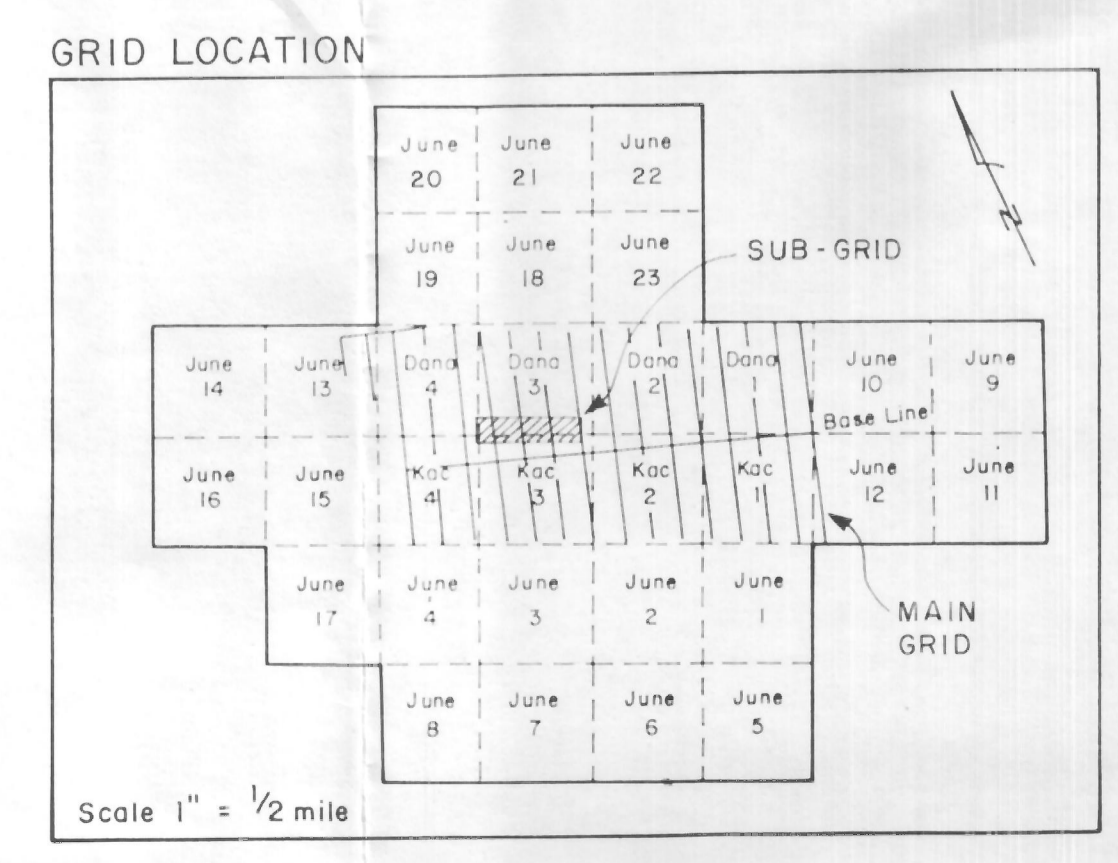 GRID LOCATION
June 20
June 21
June 22
June 19
June 18
June 23
SUB-GRID
June 14
June 13
Dana 4
Dana 3
Dana 2
Dana 1
June 10
June 9
Base Line
June 16
June 15
Kac 4
Kac 3
Kac 2
Kac 1
June 12
June 11
June 17
June 4
June 3
June 2
June 1
MAIN
GRID
June 8
June 7
June 6
June 5
Scale 1" = 1/2 mile
N